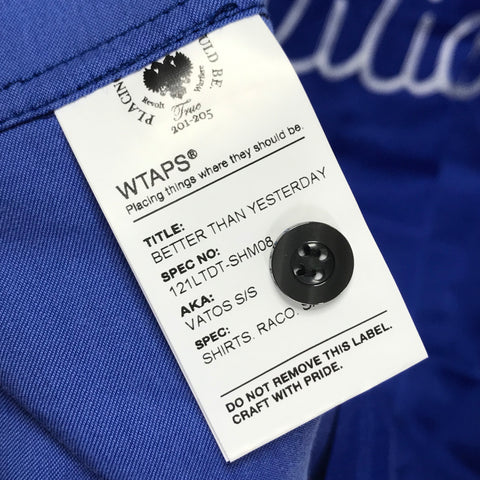 PLACIN
ULD BE.
Revolt
Warfare
True
201-205
WTAPS®
Placing things where they should be.
TITLE:
BETTER THAN YESTERDAY
SPEC NO:
121LTDT-SHM08
AKA:
VATOS S/S
SPEC:
SHIRTS. RACO.
DO NOT REMOVE THIS LABEL.
CRAFT WITH PRIDE.